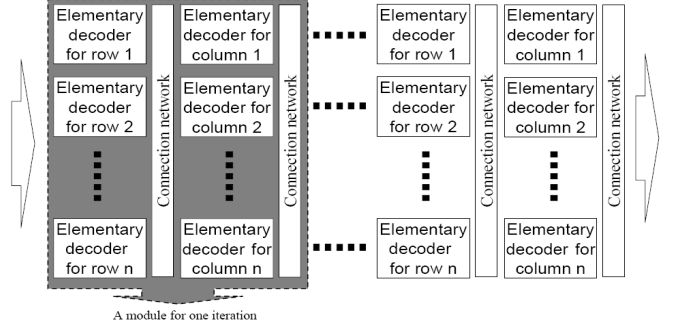 Elementary
decoder
for row 1
Elementary
decoder for
column 1
Elementary
decoder
for row 1
Elementary
decoder for
column 1
Elementary
decoder
for row 2
Elementary
decoder for
column 2
Elementary
decoder
for row 2
Elementary
decoder for
column 2
Connection network
Connection network
Connection network
Connection network
Elementary
decoder
for row n
Elementary
decoder for
column n
Elementary
decoder
for row n
Elementary
decoder for
column n
A module for one iteration